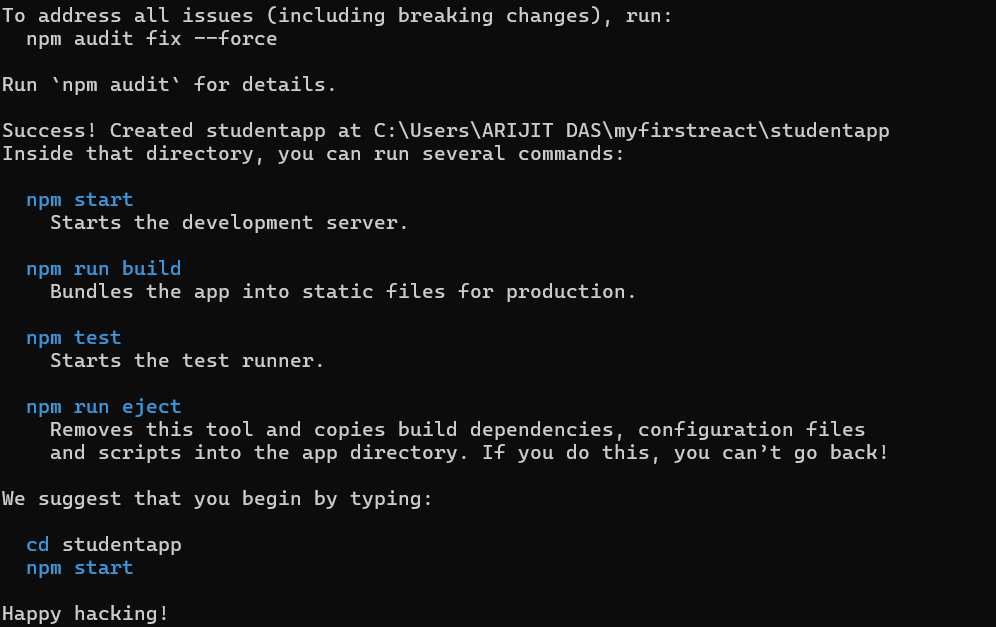 To address all issues (including breaking changes), run:
  npm audit fix --force

Run `npm audit` for details.

Success! Created studentapp at C:\Users\ARIJIT DAS\myfirstreact\studentapp
Inside that directory, you can run several commands:

  npm start
    Starts the development server.

  npm run build
    Bundles the app into static files for production.

  npm test
    Starts the test runner.

  npm run eject
    Removes this tool and copies build dependencies, configuration files
    and scripts into the app directory. If you do this, you can’t go back!

We suggest that you begin by typing:

  cd studentapp
  npm start

Happy hacking!